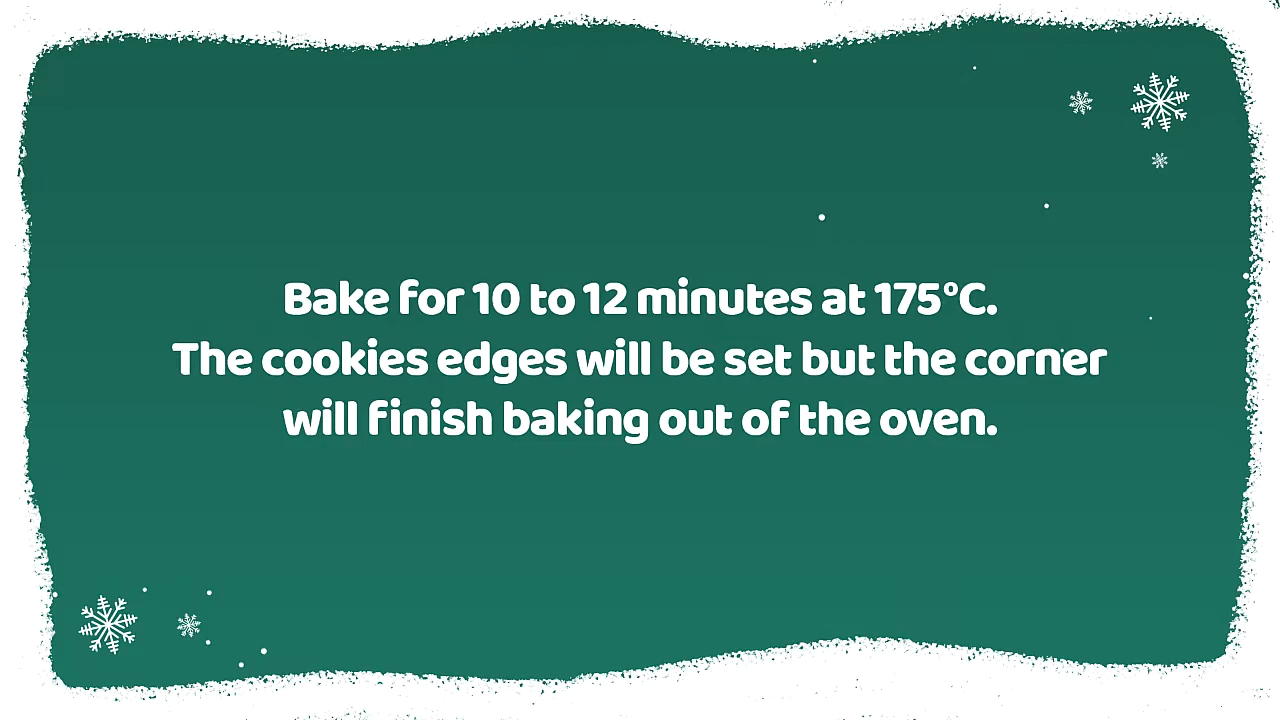 Bake for 10 to 12 minutes at 175°C.
The cookies edges will be set but the corner
will finish baking out of the oven.